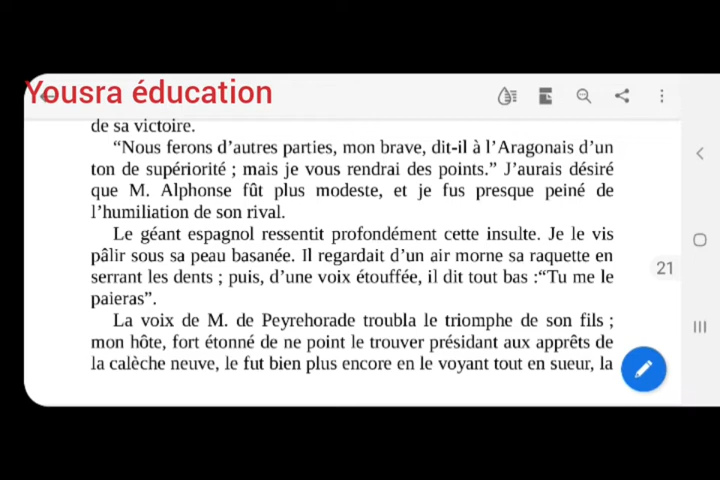 Yousra éducation
de sa victoire.
“Nous ferons d’autres parties, mon brave, dit-il à l’Aragonais d’un
ton de supériorité ; mais je vous rendrai des points.” J’aurais désiré
que M. Alphonse fût plus modeste, et je fus presque peiné de
l’humiliation de son rival.
Le géant espagnol ressentit profondément cette insulte. Je le vis
pâlir sous sa peau basanée. Il regardait d’un air morne sa raquette en
serrant les dents ; puis, d’une voix étouffée, il dit tout bas :“Tu me le
paieras”.
21
La voix de M. de Peyrehorade troubla le triomphe de son fils ;
mon hôte, fort étonné de ne point le trouver présidant aux apprêts de
la calèche neuve, le fut bien plus encore en le voyant tout en sueur, la